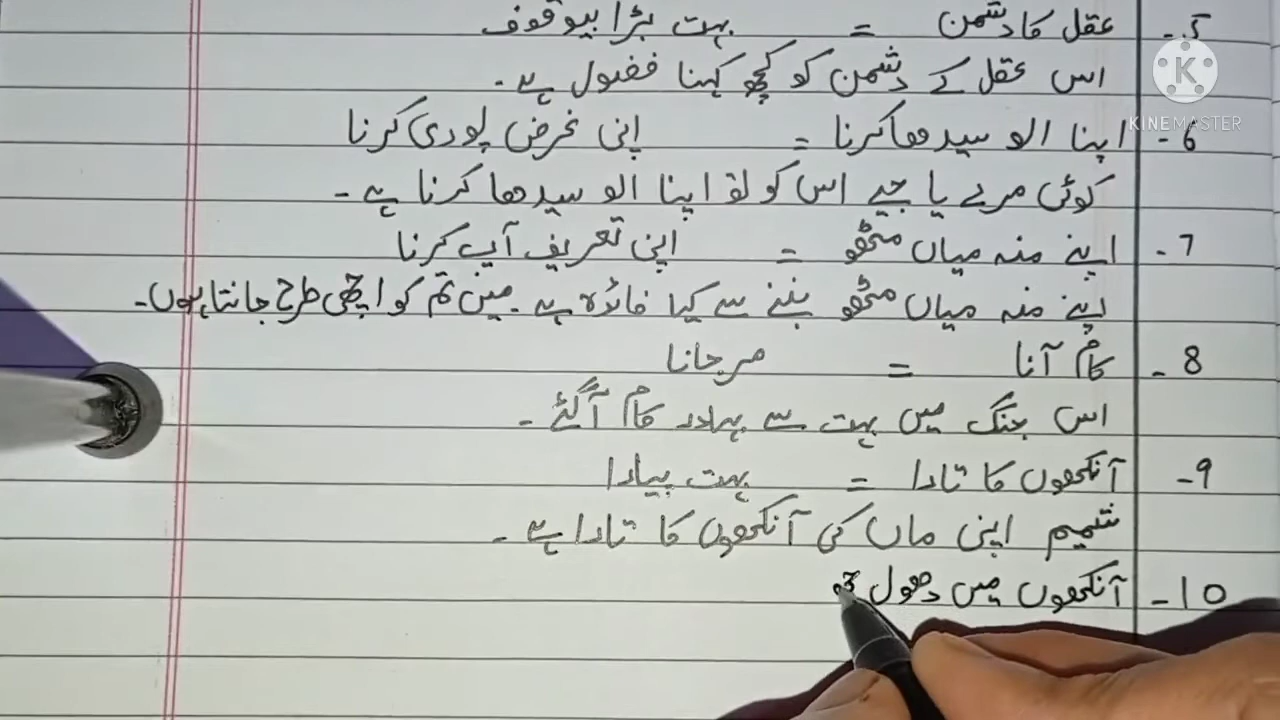 5- عقل کا دشمن = بہت بڑا بیوقوف
اس عقل کے دشمن کو کچھ کہنا فضول ہے۔
6- اپنا الو سیدھا کرنا = اپنی غرض پوری کرنا
کوئی مرے یا جیے اس کو تو اپنا الو سیدھا کرنا ہے۔
7- اپنے منہ میاں مٹھو = اپنی تعریف آپ کرنا
اپنے منہ میاں مٹھو بننے سے کیا فائدہ ہے۔ میں تم کو اچھی طرح جانتا ہوں۔
8- کام آنا = مر جانا
اس جنگ میں بہت سے بہادر کام آ گئے۔
9- آنکھوں کا تارا = بہت پیارا
شمیم اپنی ماں کی آنکھوں کا تارا ہے۔
10- آنکھوں میں دھول
K
KINEMASTER